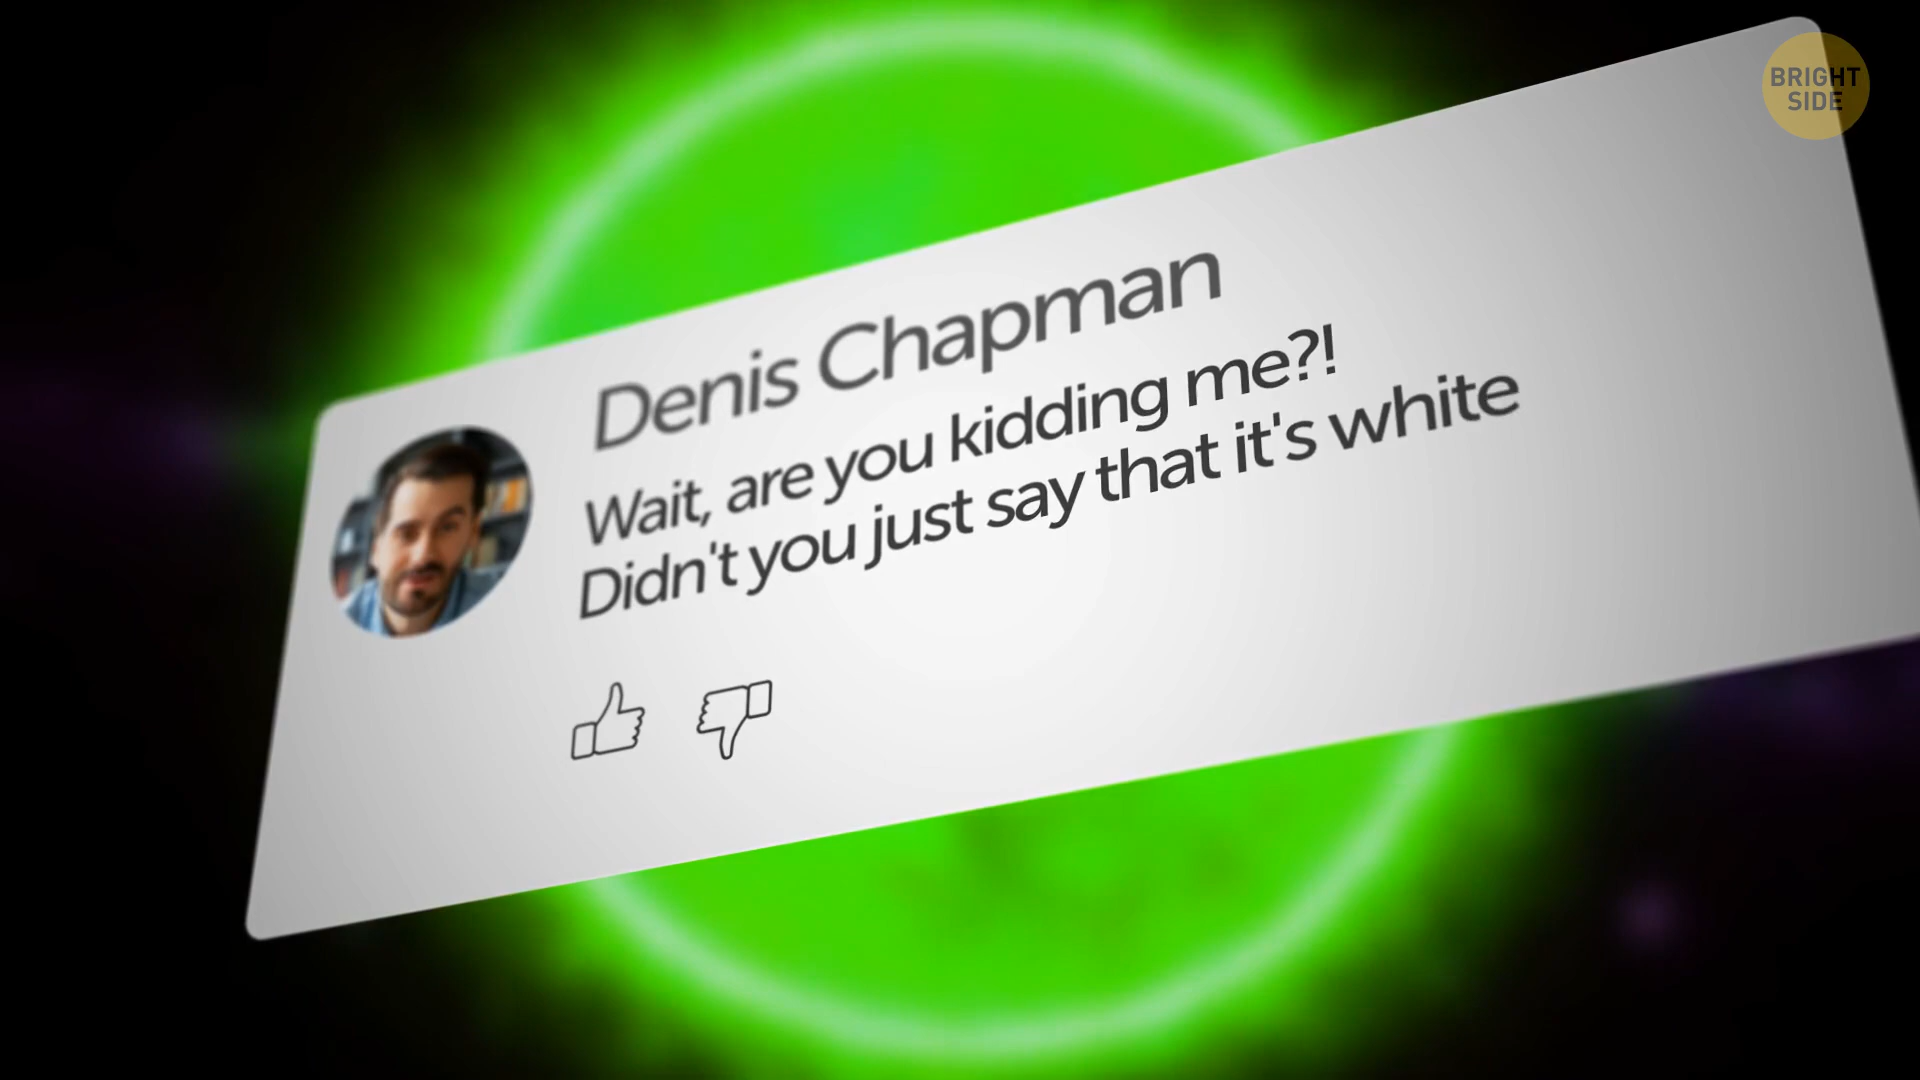 BRIGHT
SIDE
Denis Chapman
Wait, are you kidding me?!
Didn't you just say that it's white